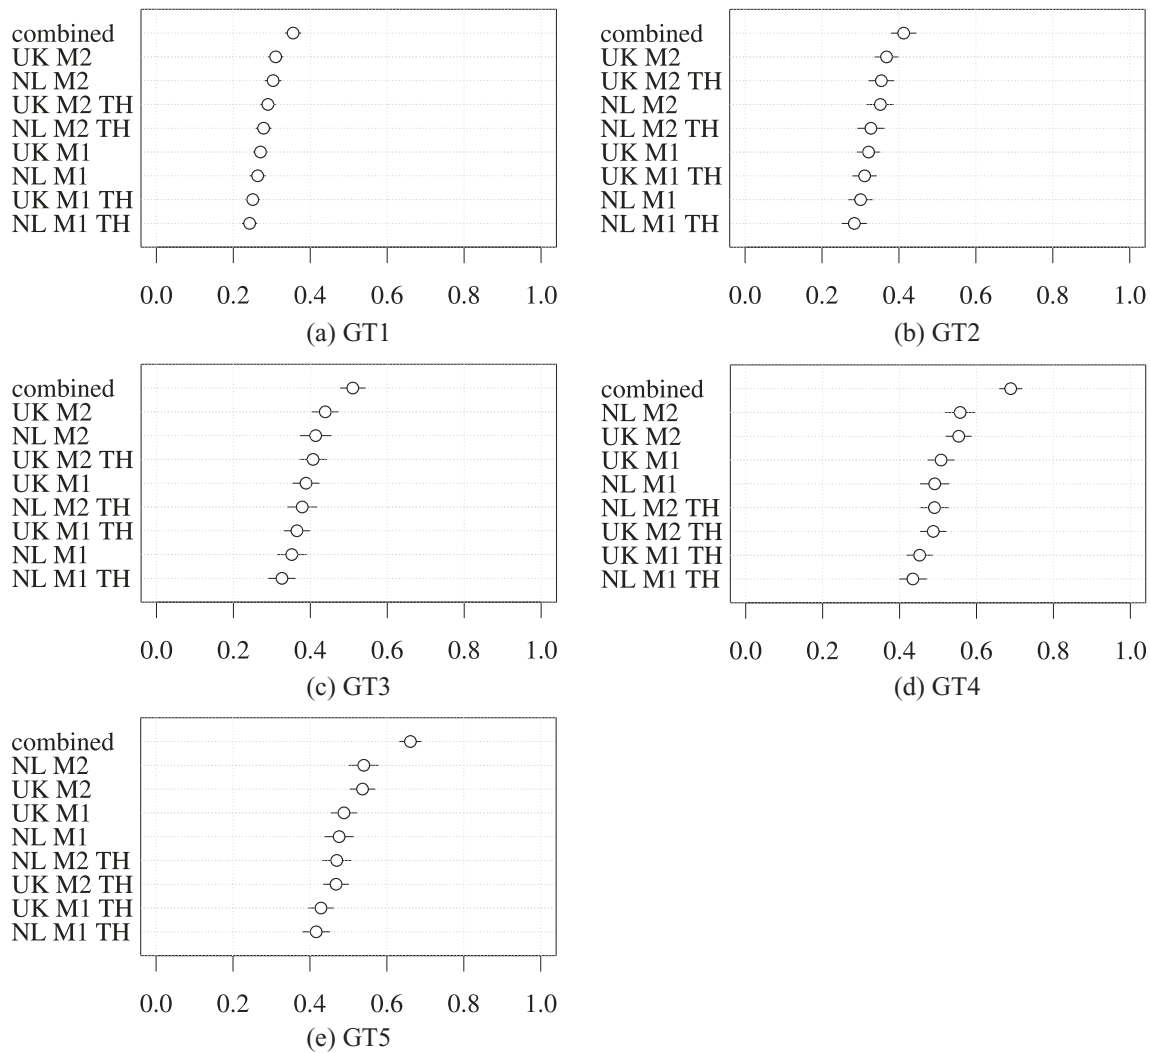 combined
UK M2
NL M2
UK M2 TH
NL M2 TH
UK M1
NL M1
UK M1 TH
NL M1 TH
0.0 0.2 0.4 0.6 0.8 1.0
(a) GT1
combined
UK M2
UK M2 TH
NL M2
NL M2 TH
UK M1
UK M1 TH
NL M1
NL M1 TH
0.0 0.2 0.4 0.6 0.8 1.0
(b) GT2
combined
UK M2
NL M2
UK M2 TH
UK M1
NL M2 TH
UK M1 TH
NL M1
NL M1 TH
0.0 0.2 0.4 0.6 0.8 1.0
(c) GT3
combined
NL M2
UK M2
UK M1
NL M1
NL M2 TH
UK M2 TH
UK M1 TH
NL M1 TH
0.0 0.2 0.4 0.6 0.8 1.0
(d) GT4
combined
NL M2
UK M2
UK M1
NL M1
NL M2 TH
UK M2 TH
UK M1 TH
NL M1 TH
0.0 0.2 0.4 0.6 0.8 1.0
(e) GT5